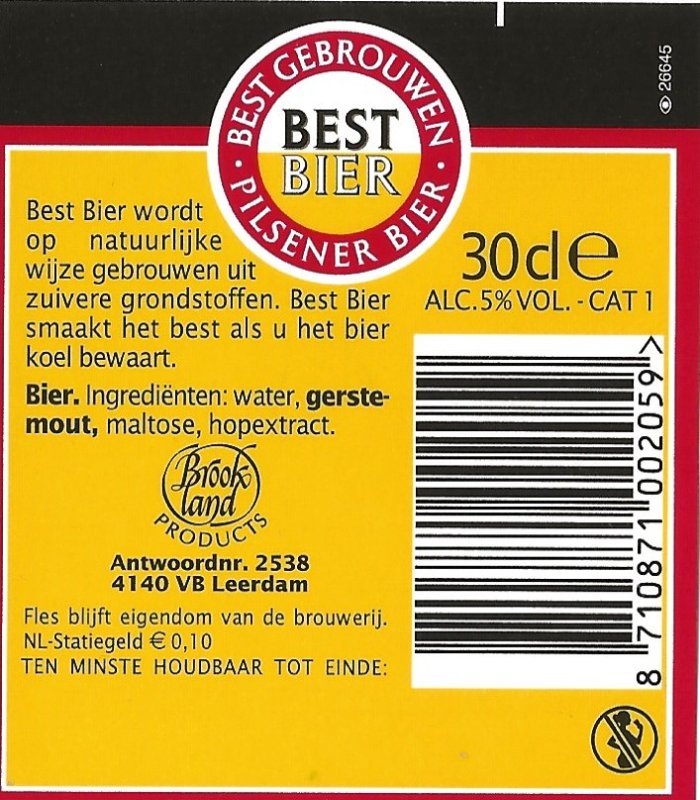 26645
BEST GEBROUWEN
BEST
BIER
PILSENER BIER
Best Bier wordt
op natuurlijke
wijze gebrouwen uit
zuivere grondstoffen. Best Bier
smaakt het best als u het bier
koel bewaart.
Bier. Ingrediënten: water, gerste-
mout, maltose, hopextract.
Brook
land
PRODUCTS
Antwoordnr. 2538
4140 VB Leerdam
Fles blijft eigendom van de brouwerij.
NL-Statiegeld € 0,10
TEN MINSTE HOUDBAAR TOT EINDE:
30cl e
ALC.5% VOL. - CAT 1
8 710871 002059 >